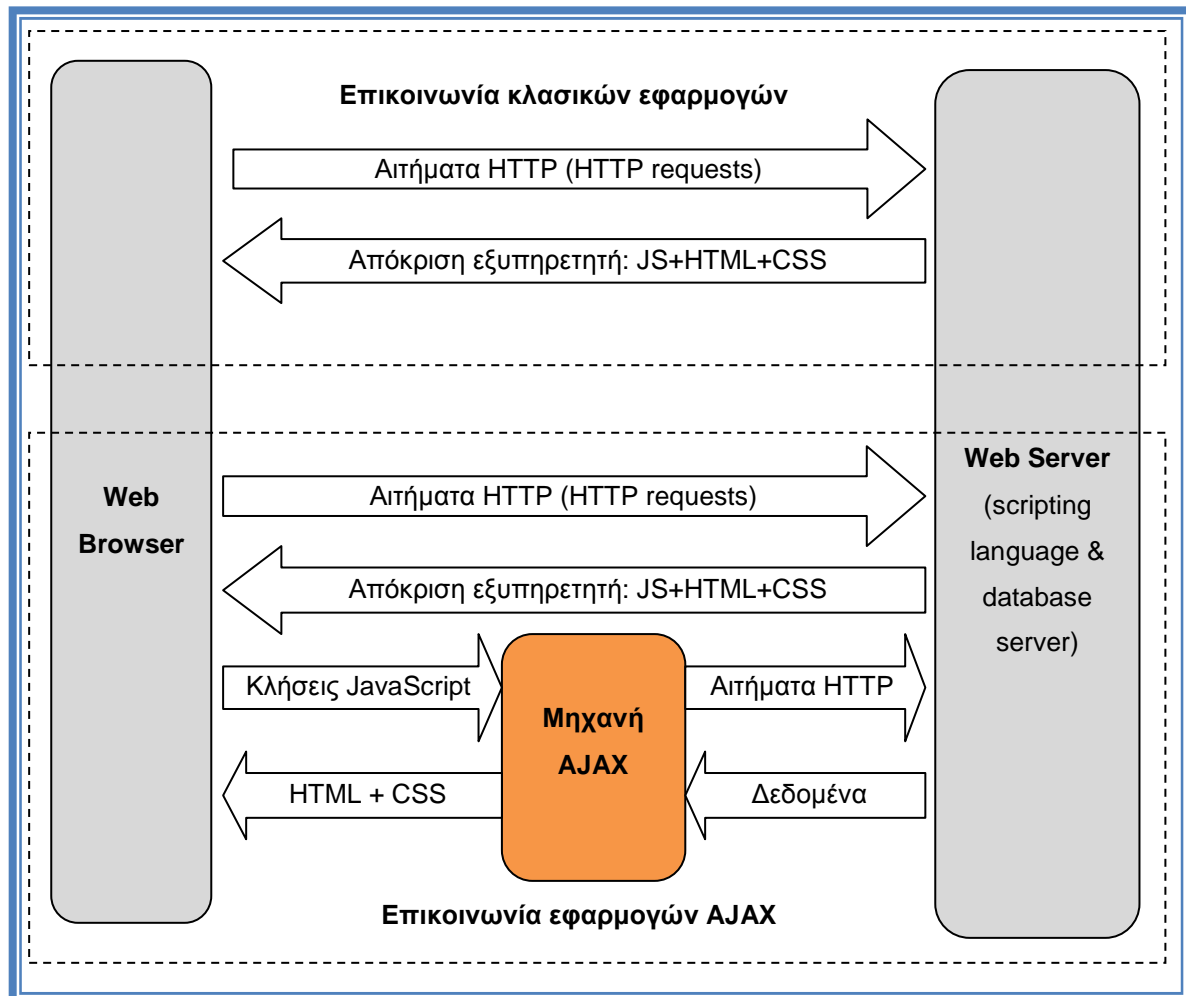 Επικοινωνία κλασικών εφαρμογών
Αιτήματα HTTP (HTTP requests)
Απόκριση εξυπηρετητή: JS+HTML+CSS
Web
Browser
Αιτήματα HTTP (HTTP requests)
Απόκριση εξυπηρετητή: JS+HTML+CSS
Κλήσεις JavaScript
Μηχανή
AJAX
Αιτήματα HTTP
HTML + CSS
Δεδομένα
Web Server
(scripting
language &
database
server)
Επικοινωνία εφαρμογών AJAX